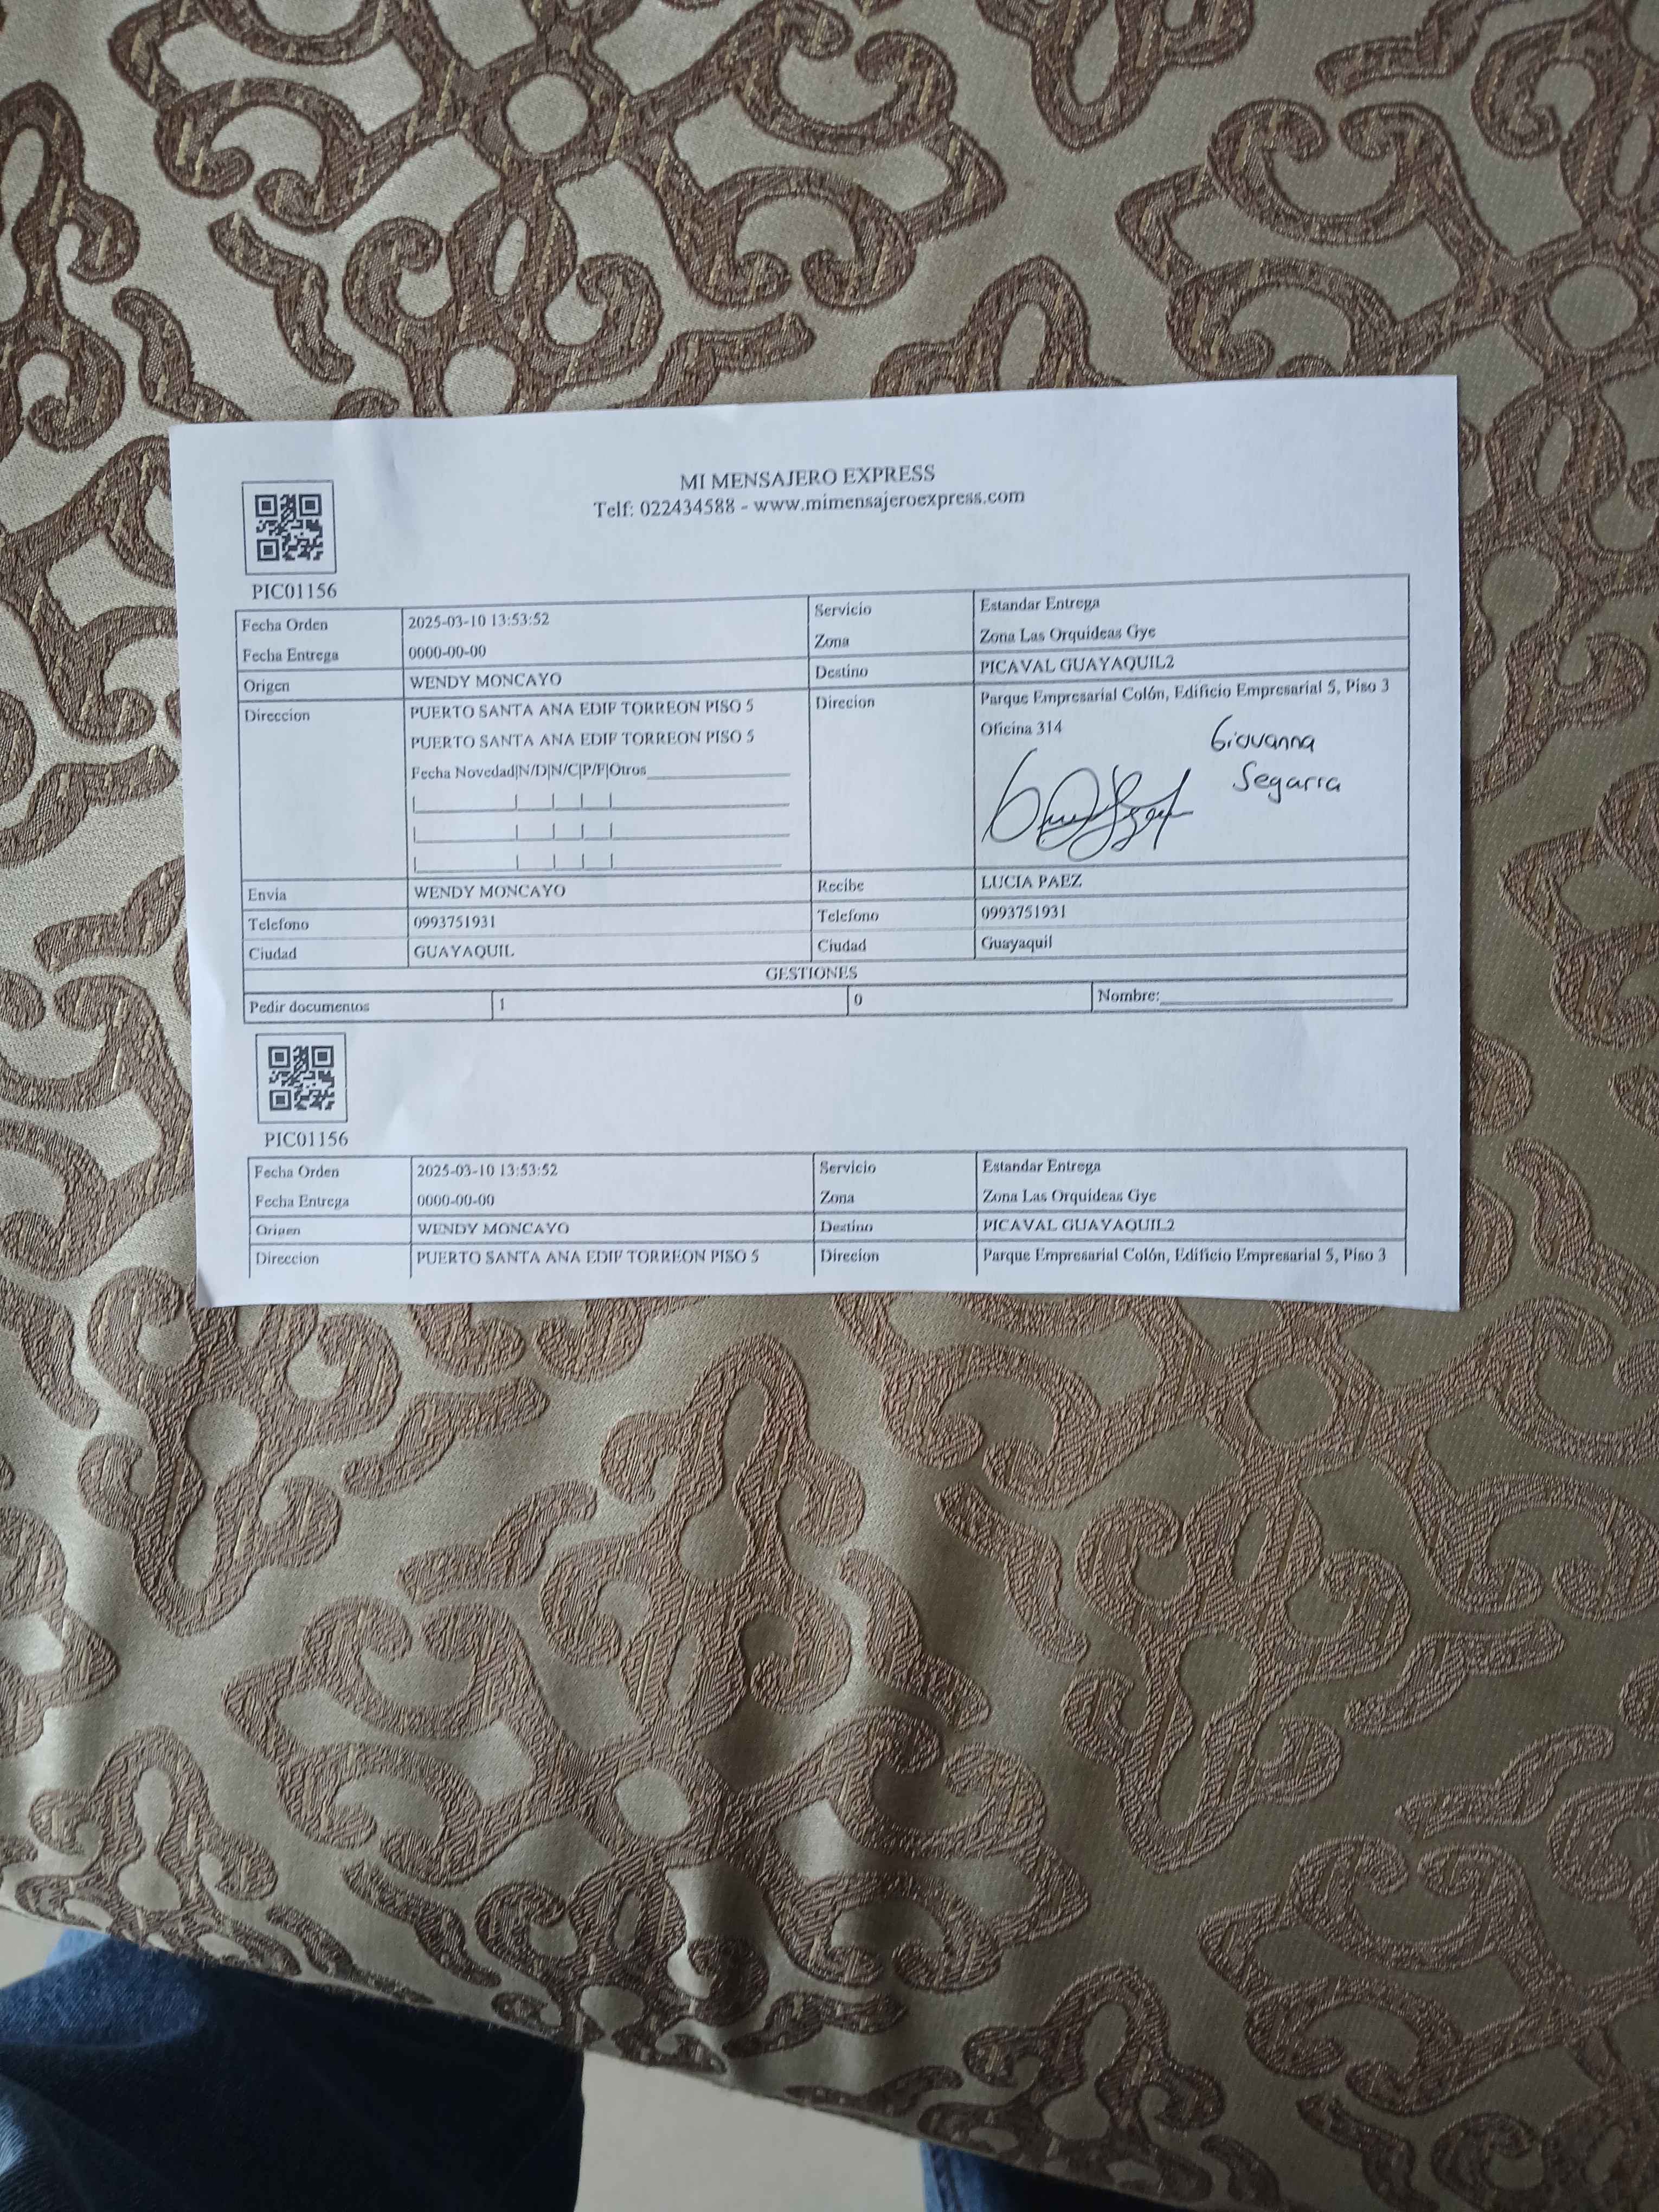 MI MENSAJERO EXPRESS
Telf: 022434588 - www.mimensajeroexpress.com
PIC01156
Fecha Orden 2025-03-10 13:53:52 Servicio Estandar Entrega
Fecha Entrega 0000-00-00 Zona Zona Las Orquideas Gye
Origen WENDY MONCAYO Destino PICAVAL GUAYAQUIL2
Direccion PUERTO SANTA ANA EDIF TORREON PISO 5 Direcion Parque Empresarial Colón, Edificio Empresarial 5, Piso 3
PUERTO SANTA ANA EDIF TORREON PISO 5 Oficina 314
Fecha Novedad|N/D|N/C|P/F|Otros
Giovanna
Segarra
Envia WENDY MONCAYO Recibe LUCIA PAEZ
Telefono 0993751931 Telefono 0993751931
Ciudad GUAYAQUIL Ciudad Guayaquil
GESTIONES
Pedir documentos 1 0 Nombre:
PIC01156
Fecha Orden 2025-03-10 13:53:52 Servicio Estandar Entrega
Fecha Entrega 0000-00-00 Zona Zona Las Orquideas Gye
Origen WENDY MONCAYO Destino PICAVAL GUAYAQUIL2
Direccion PUERTO SANTA ANA EDIF TORREON PISO 5 Direcion Parque Empresarial Colón, Edificio Empresarial 5, Piso 3